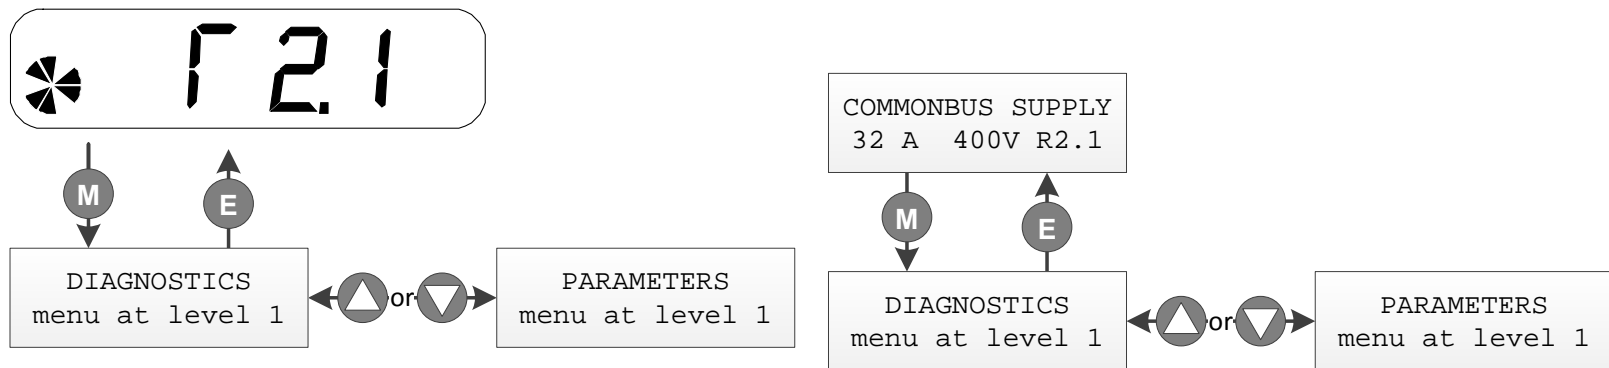 r 2.1
M
E
DIAGNOSTICS
menu at level 1
or
PARAMETERS
menu at level 1
COMMONBUS SUPPLY
32 A 400V R2.1
M
E
DIAGNOSTICS
menu at level 1
or
PARAMETERS
menu at level 1